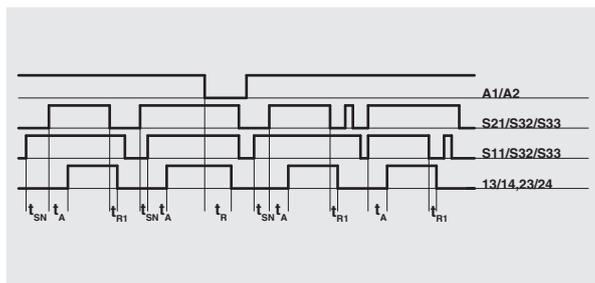 A1/A2
S21/S32/S33
S11/S32/S33
13/14,23/24
tSN tA tR1 tSN tA tR tSN tA tR1 tA tR1